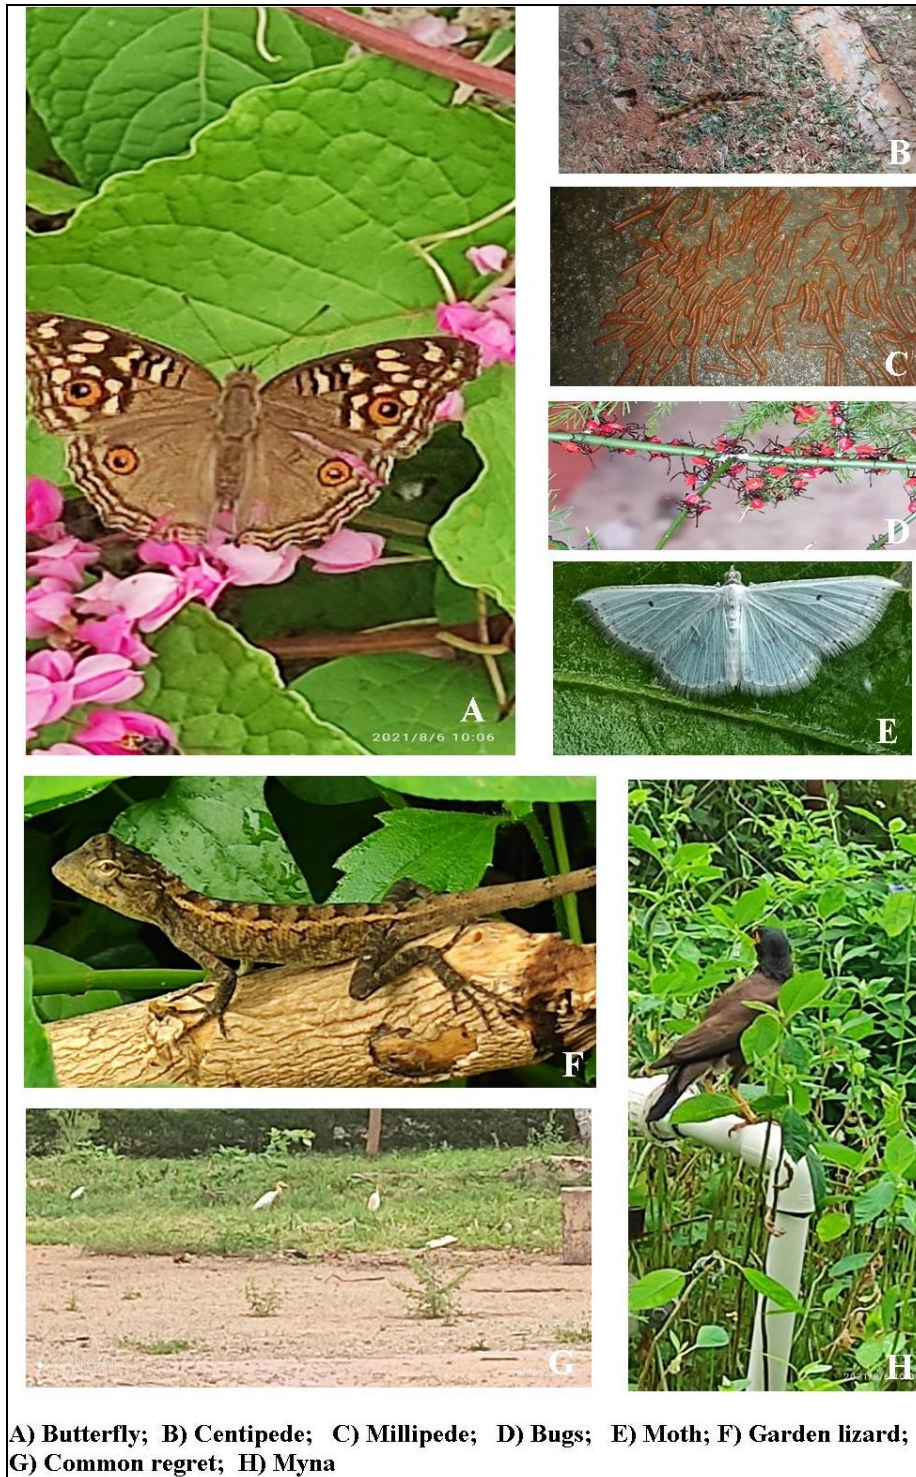 B
C
D
A
2021/8/6 10:06
E
F
G
H
A) Butterfly; B) Centipede; C) Millipede; D) Bugs; E) Moth; F) Garden lizard;
G) Common regret; H) Myna